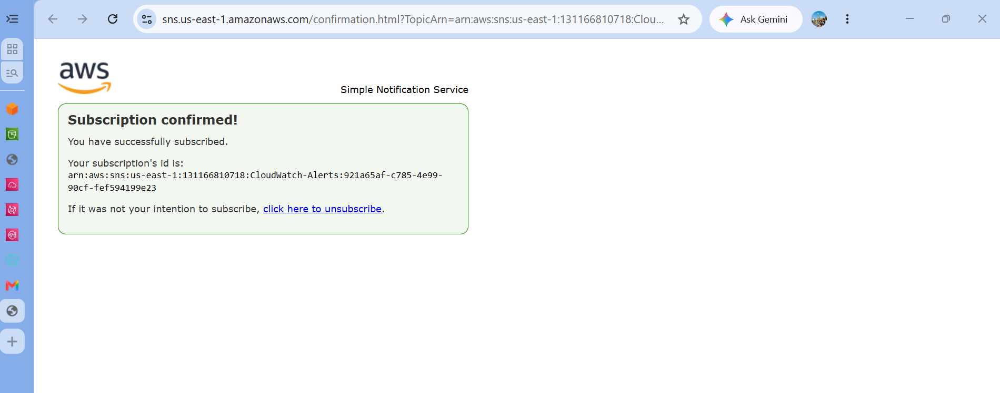 sns.us-east-1.amazonaws.com/confirmation.html?TopicArn=arn:aws:sns:us-east-1:131166810718:Clou...
Ask Gemini
aws
Simple Notification Service
Subscription confirmed!
You have successfully subscribed.
Your subscription's id is:
arn:aws:sns:us-east-1:131166810718:CloudWatch-Alerts:921a65af-c785-4e99-
90cf-fef594199e23
If it was not your intention to subscribe, click here to unsubscribe.